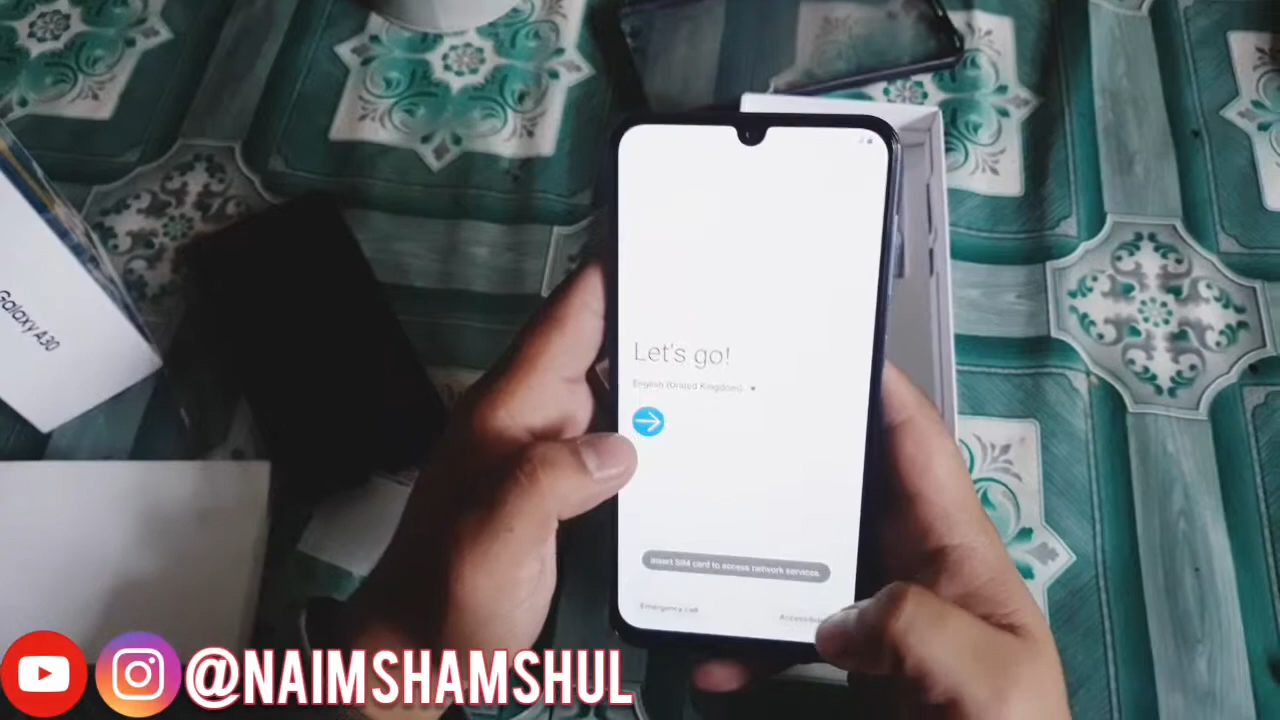 Galaxy A30
Let's go!
English (United Kingdom)
Insert SIM card to access network services.
Emergency call
@NAIMSHAMSHUL